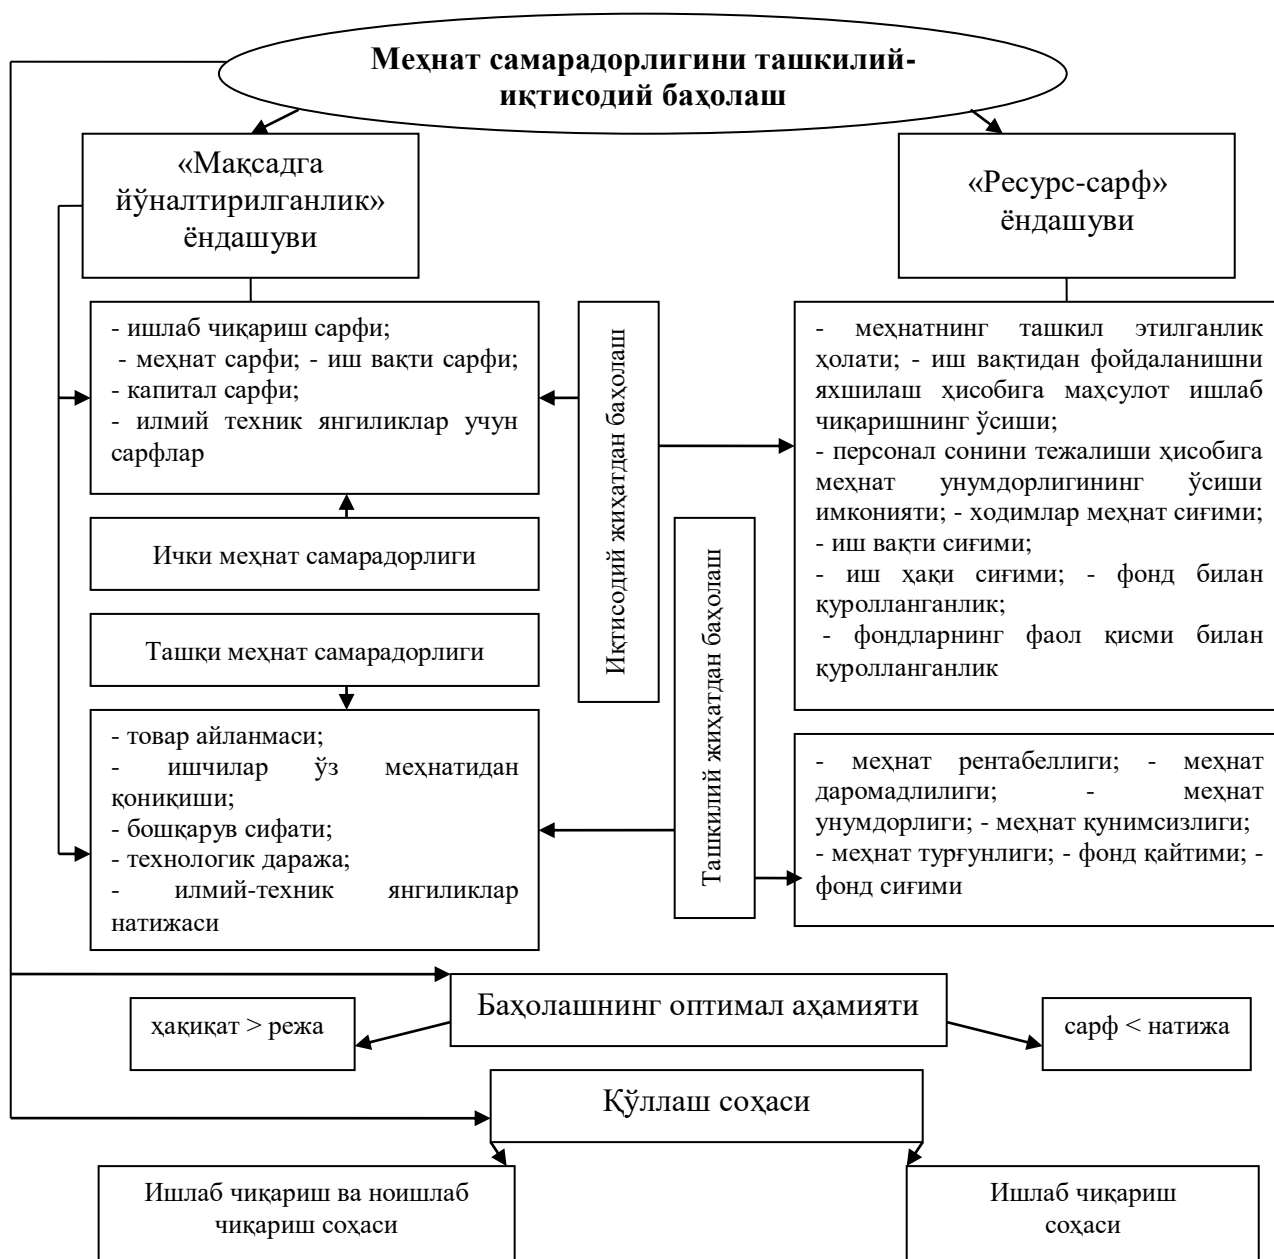 Меҳнат самарадорлигини ташкилий-
иқтисодий баҳолаш
«Мақсадга
йўналтирилганлик»
ёндашуви
«Ресурс-сарф»
ёндашуви
- ишлаб чиқариш сарфи;
- меҳнат сарфи; - иш вақти сарфи;
- капитал сарфи;
- илмий техник янгиликлар учун
сарфлар
Ички меҳнат самарадорлиги
Ташқи меҳнат самарадорлиги
- товар айланмаси;
- ишчилар ўз меҳнатидан
қониқиши;
- бошқарув сифати;
- технологик даража;
- илмий-техник янгиликлар
натижаси
Иқтисодий жиҳатдан баҳолаш
Ташкилий жиҳатдан баҳолаш
- меҳнатнинг ташкил этилганлик
ҳолати; - иш вақтидан фойдаланишни
яхшилаш ҳисобига маҳсулот ишлаб
чиқаришнинг ўсиши;
- персонал сонини тежалиши ҳисобига
меҳнат унумдорлигининг ўсиши
имконияти; - ходимлар меҳнат сиғими;
- иш вақти сиғими;
- иш ҳақи сиғими; - фонд билан
қуролланганлик;
- фондларнинг фаол қисми билан
қуролланганлик
- меҳнат рентабеллиги; - меҳнат
даромадлилиги; - меҳнат
унумдорлиги; - меҳнат қунимсизлиги;
- меҳнат турғунлиги; - фонд қайтими; -
фонд сиғими
Баҳолашнинг оптимал аҳамияти
ҳақиқат > режа
сарф < натижа
Қўллаш соҳаси
Ишлаб чиқариш ва ноишлаб
чиқариш соҳаси
Ишлаб чиқариш
соҳаси